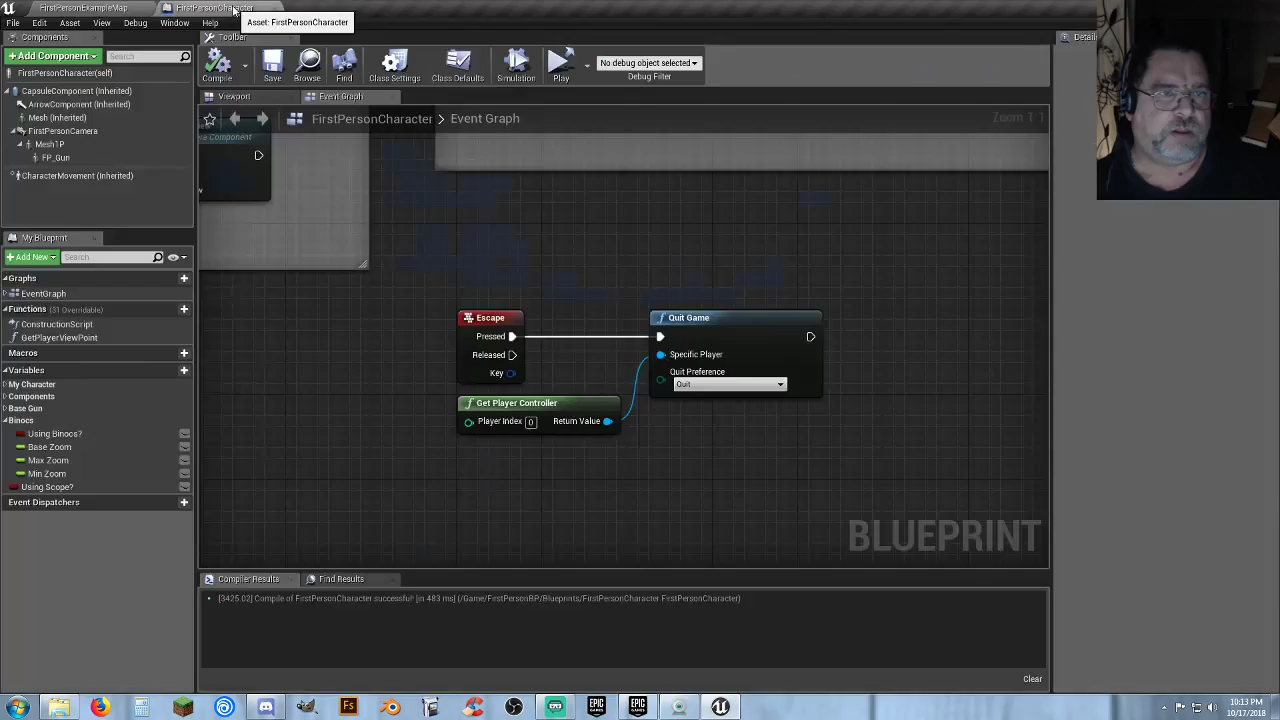 FirstPersonExampleMap
FirstPersonCharacter
Asset: FirstPersonCharacter
File Edit Asset View Debug Window Help
Components
Toolbar
Details
+ Add Component
Search
Compile
Save
Browse
Find
Class Settings
Class Defaults
Simulation
Play
No debug object selected
Debug Filter
FirstPersonCharacter(self)
CapsuleComponent (Inherited)
ArrowComponent (Inherited)
Mesh (Inherited)
FirstPersonCamera
Mesh1P
FP_Gun
CharacterMovement (Inherited)
Viewport
Event Graph
FirstPersonCharacter > Event Graph
Zoom 1:1
My Blueprint
+ Add New
Search
Graphs
EventGraph
Functions (31 Overridable)
ConstructionScript
GetPlayerViewPoint
Macros
Variables
My Character
Components
Base Gun
Binocs
Using Binocs?
Base Zoom
Max Zoom
Min Zoom
Using Scope?
Event Dispatchers
Escape
Pressed
Released
Key
Quit Game
Specific Player
Quit Preference
Quit
Get Player Controller
Player Index 0
Return Value
BLUEPRINT
Compiler Results
Find Results
[3425.02] Compile of FirstPersonCharacter successful! [in 483 ms] (/Game/FirstPersonBP/Blueprints/FirstPersonCharacter.FirstPersonCharacter)
Clear
10:13 PM
10/17/2018